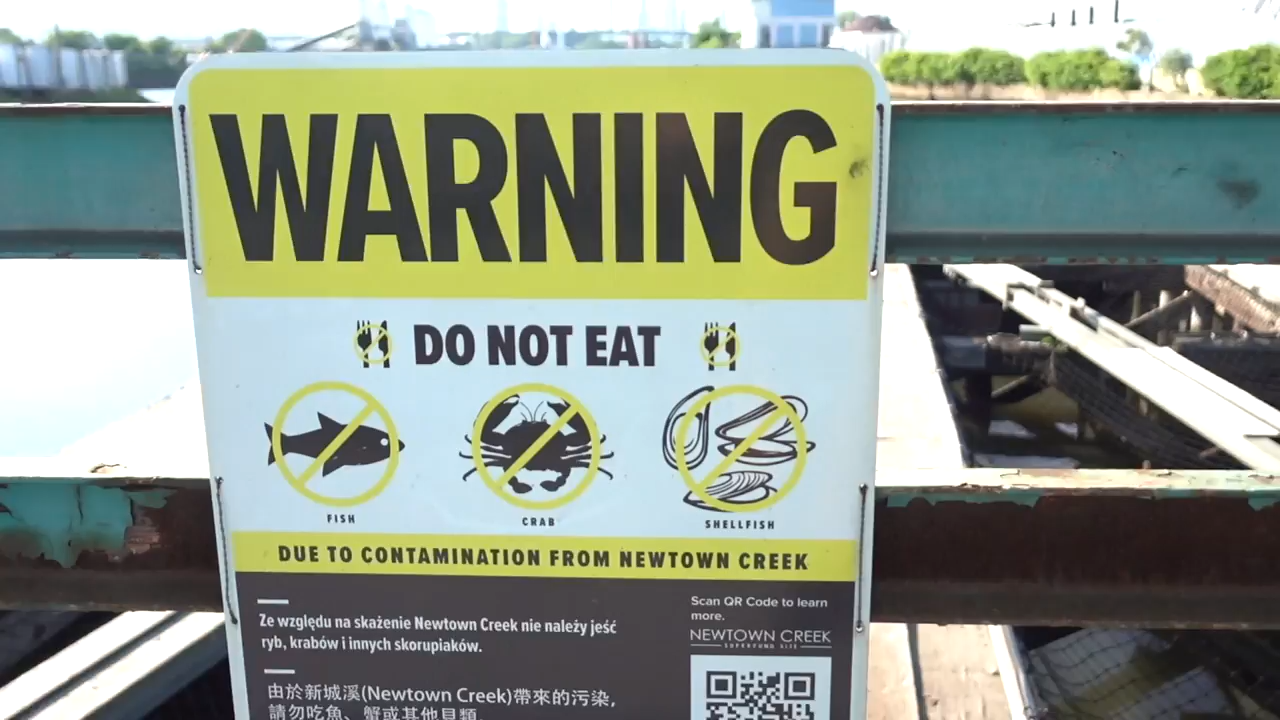 WARNING
DO NOT EAT
FISH
CRAB
SHELLFISH
DUE TO CONTAMINATION FROM NEWTOWN CREEK
Ze względu na skażenie Newtown Creek nie należy jeść
ryb, krabów i innych skorupiaków.
由於新城溪(Newtown Creek)帶來的污染,
請勿吃魚、蟹或其他貝類.
Scan QR Code to learn
more.
NEWTOWN CREEK
SUPERFUND SITE